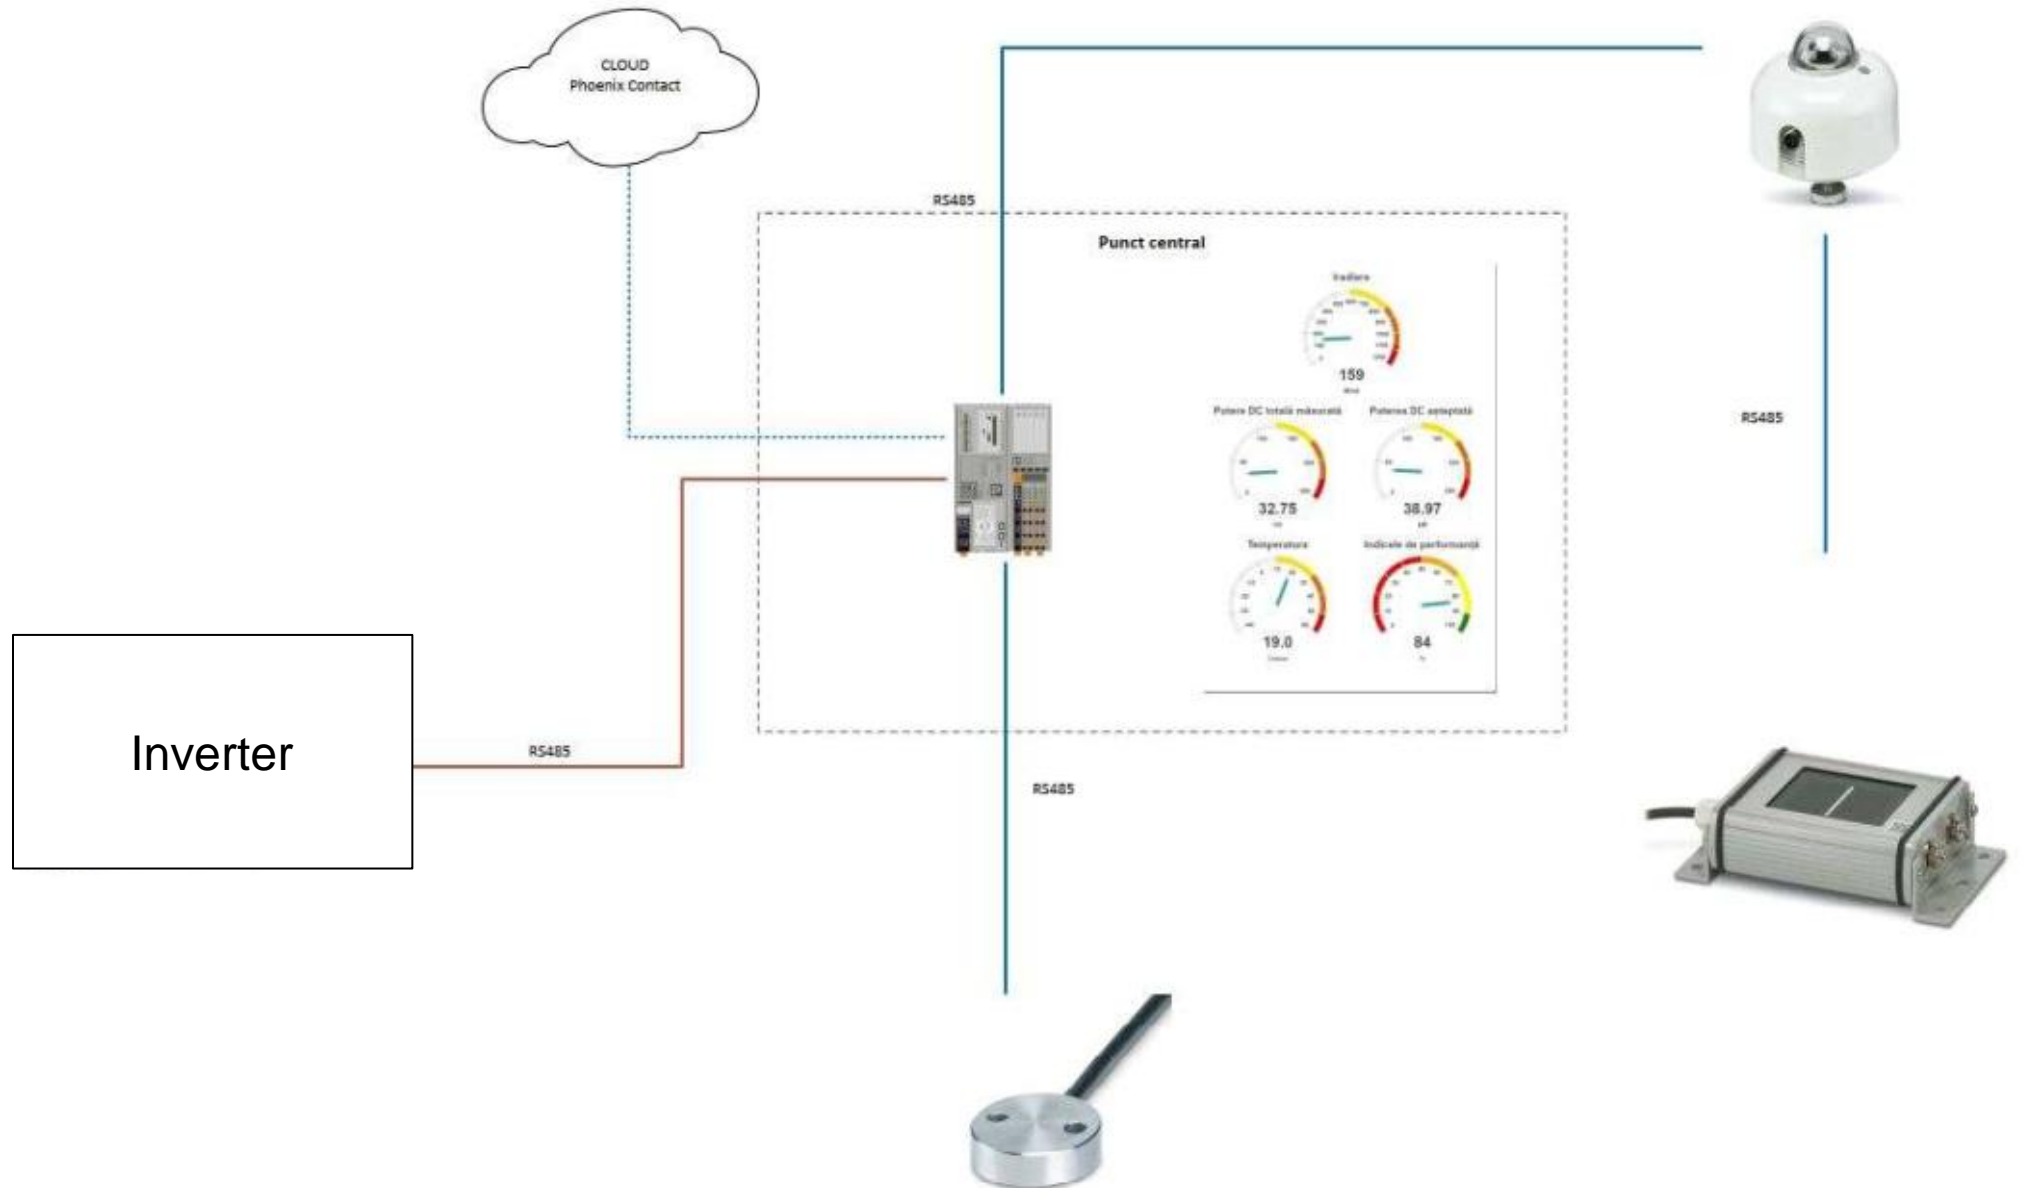 CLOUD
Phoenix Contact
RS485
Punct central
Iradiere
159
Putere DC totală măsurată
Puterea DC așteptată
32.75
38.97
Temperatura
Indicele de performanță
19.0
84
RS485
Inverter
RS485
RS485